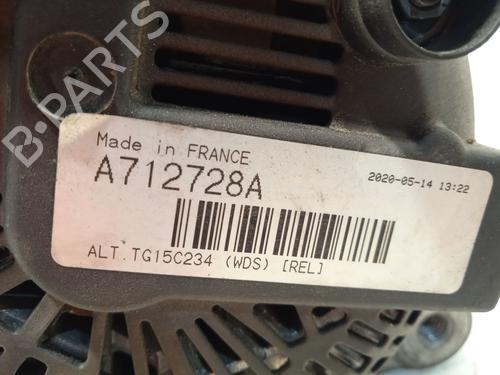 B-PARTS
Made in FRANCE
A712728A
2020-05-14 13:22
ALT.TG15C234 (WDS) [REL]